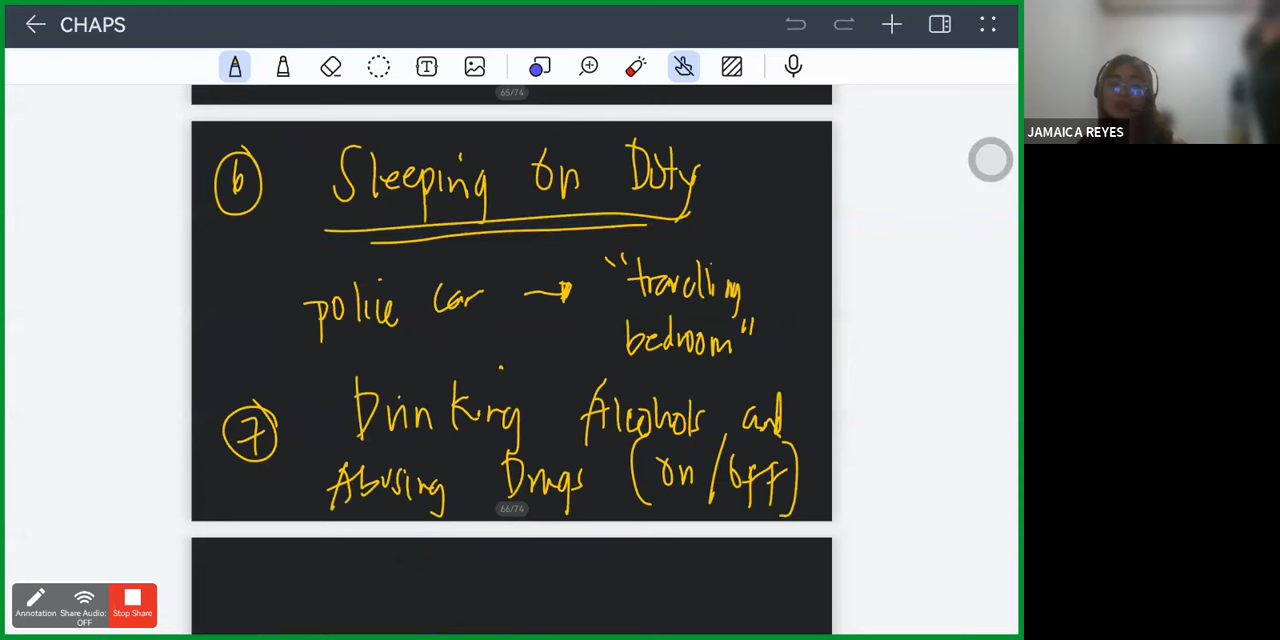 CHAPS
JAMAICA REYES
65/74
6 Sleeping on Duty
police car → "travelling
bedroom"
7 Drinking Alcohols and
Abusing Drugs (on/off)
66/74
Annotation
Share Audio:
OFF
Stop Share